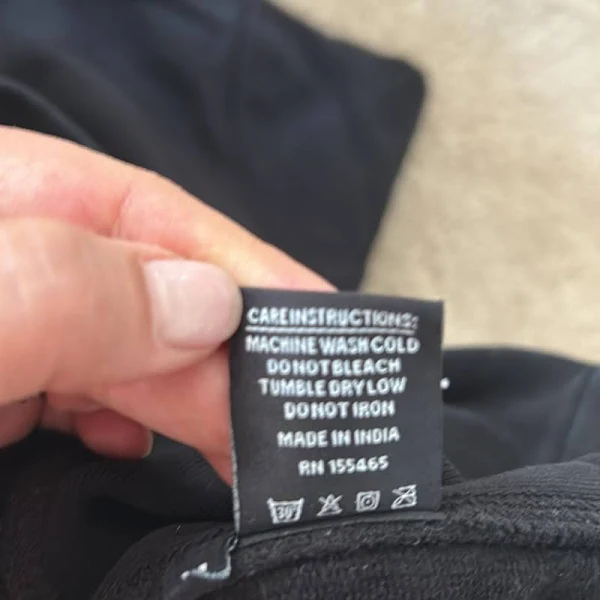 CARE INSTRUCTIONS:
MACHINE WASH COLD
DO NOT BLEACH
TUMBLE DRY LOW
DO NOT IRON
MADE IN INDIA
RN 155465
30°